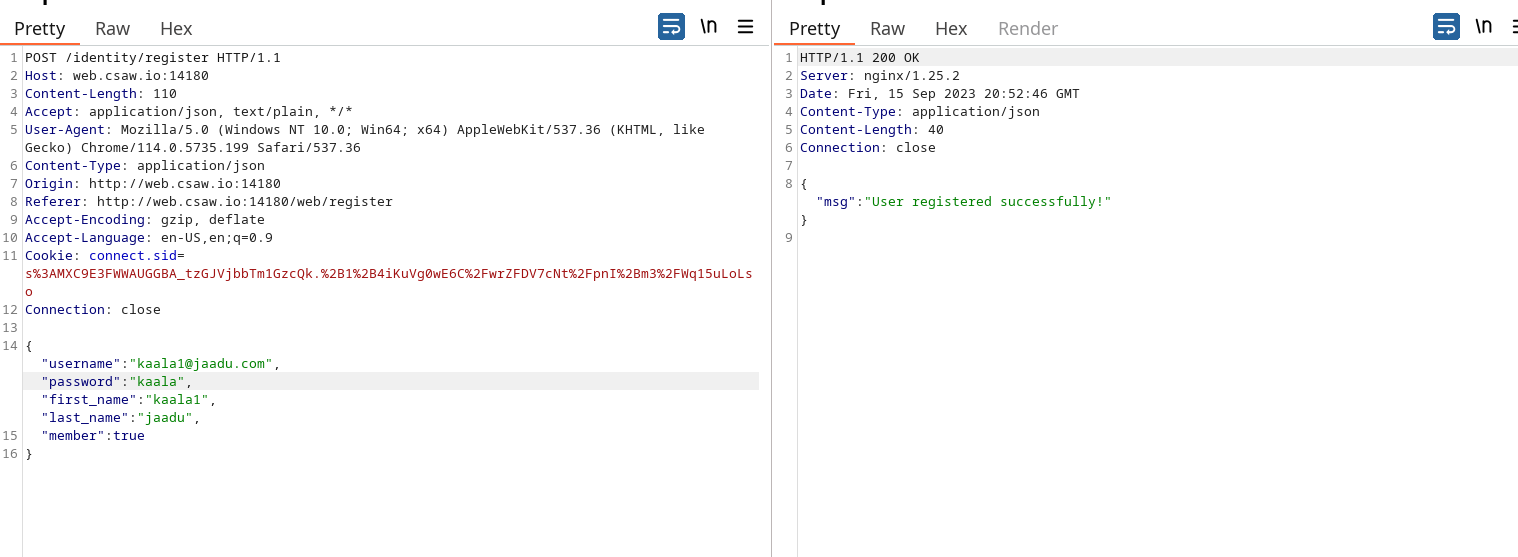 Pretty Raw Hex \n
1 POST /identity/register HTTP/1.1
2 Host: web.csaw.io:14180
3 Content-Length: 110
4 Accept: application/json, text/plain, */*
5 User-Agent: Mozilla/5.0 (Windows NT 10.0; Win64; x64) AppleWebKit/537.36 (KHTML, like
Gecko) Chrome/114.0.5735.199 Safari/537.36
6 Content-Type: application/json
7 Origin: http://web.csaw.io:14180
8 Referer: http://web.csaw.io:14180/web/register
9 Accept-Encoding: gzip, deflate
10 Accept-Language: en-US,en;q=0.9
11 Cookie: connect.sid=
s%3AMXC9E3FWWAUGGBA_tzGJVjbbTm1GzcQk.%2B1%2B4iKuVg0wE6C%2FwrZFDV7cNt%2FpnI%2Bm3%2FWq15uLoLs
o
12 Connection: close
13
14 {
"username":"kaala1@jaadu.com",
"password":"kaala",
"first_name":"kaala1",
"last_name":"jaadu",
15 "member":true
16 }
Pretty Raw Hex Render \n
1 HTTP/1.1 200 OK
2 Server: nginx/1.25.2
3 Date: Fri, 15 Sep 2023 20:52:46 GMT
4 Content-Type: application/json
5 Content-Length: 40
6 Connection: close
7
8 {
"msg":"User registered successfully!"
}
9